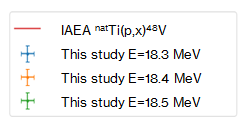 IAEA ⁿᵃᵗTi(p,x)⁴⁸V
This study E=18.3 MeV
This study E=18.4 MeV
This study E=18.5 MeV